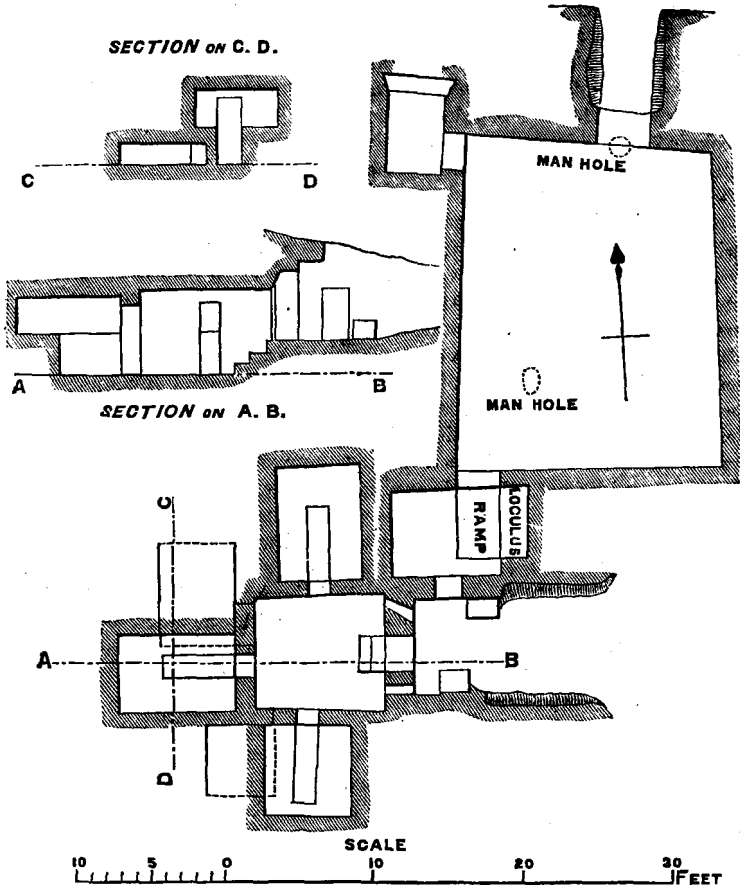 SECTION ON C. D.
C
D
MAN HOLE
MAN HOLE
A
B
SECTION ON A. B.
C
RAMP
LOCULUS
A
B
D
SCALE
10 5 0 10 20 30 FEET